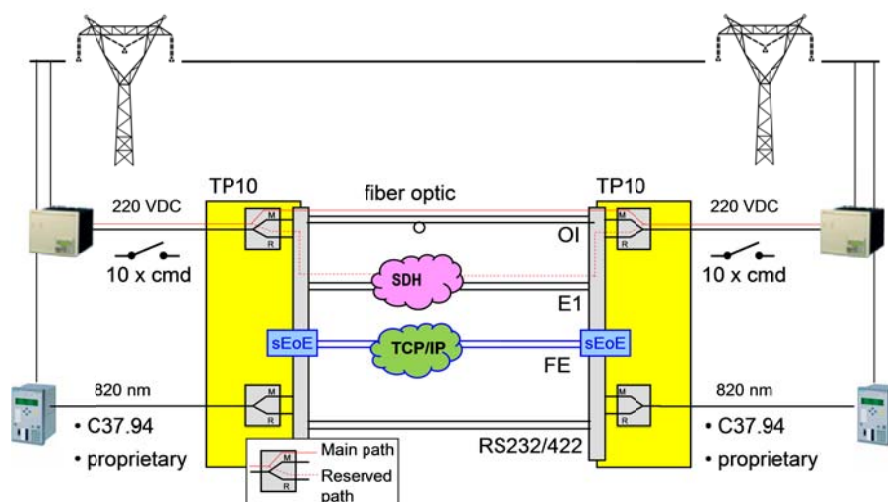 TP10
fiber optic
TP10
220 VDC
M
R
OI
M
R
220 VDC
10 x cmd
SDH
10 x cmd
E1
sEoE
TCP/IP
sEoE
FE
820 nm
M
R
M
R
820 nm
• C37.94
• proprietary
RS232/422
• C37.94
• proprietary
M
R
Main path
Reserved
path